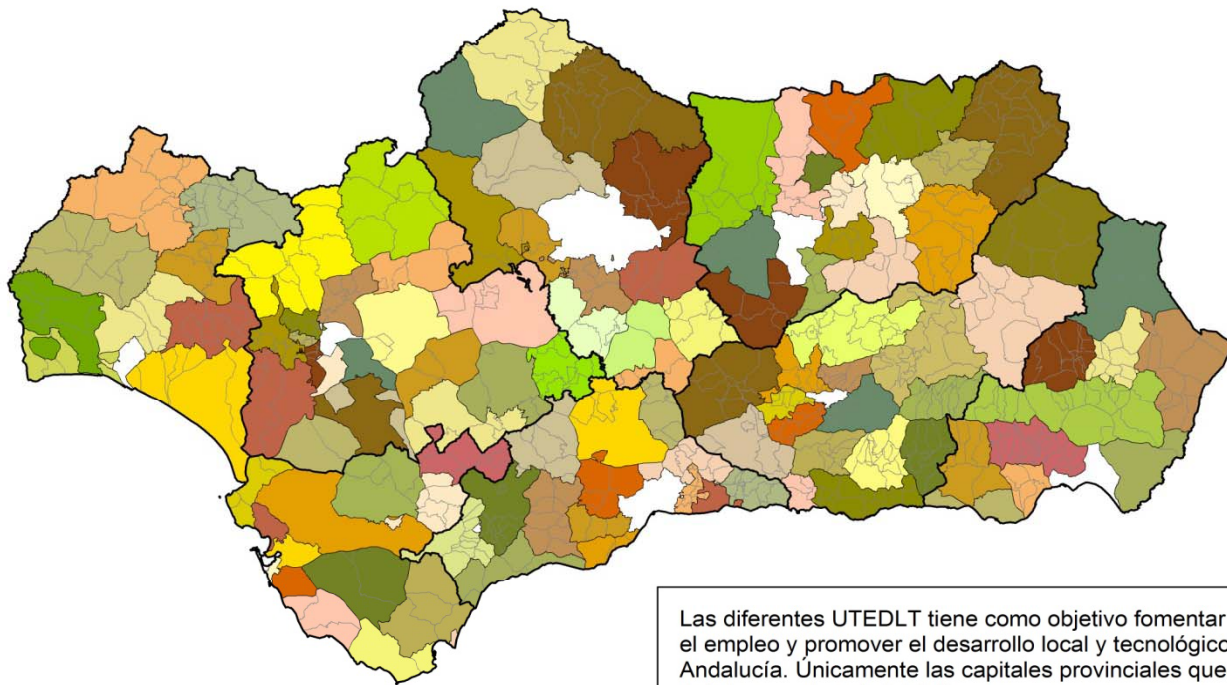 Las diferentes UTEDLT tiene como objetivo fomentar
el empleo y promover el desarrollo local y tecnológico
Andalucía. Únicamente las capitales provinciales que